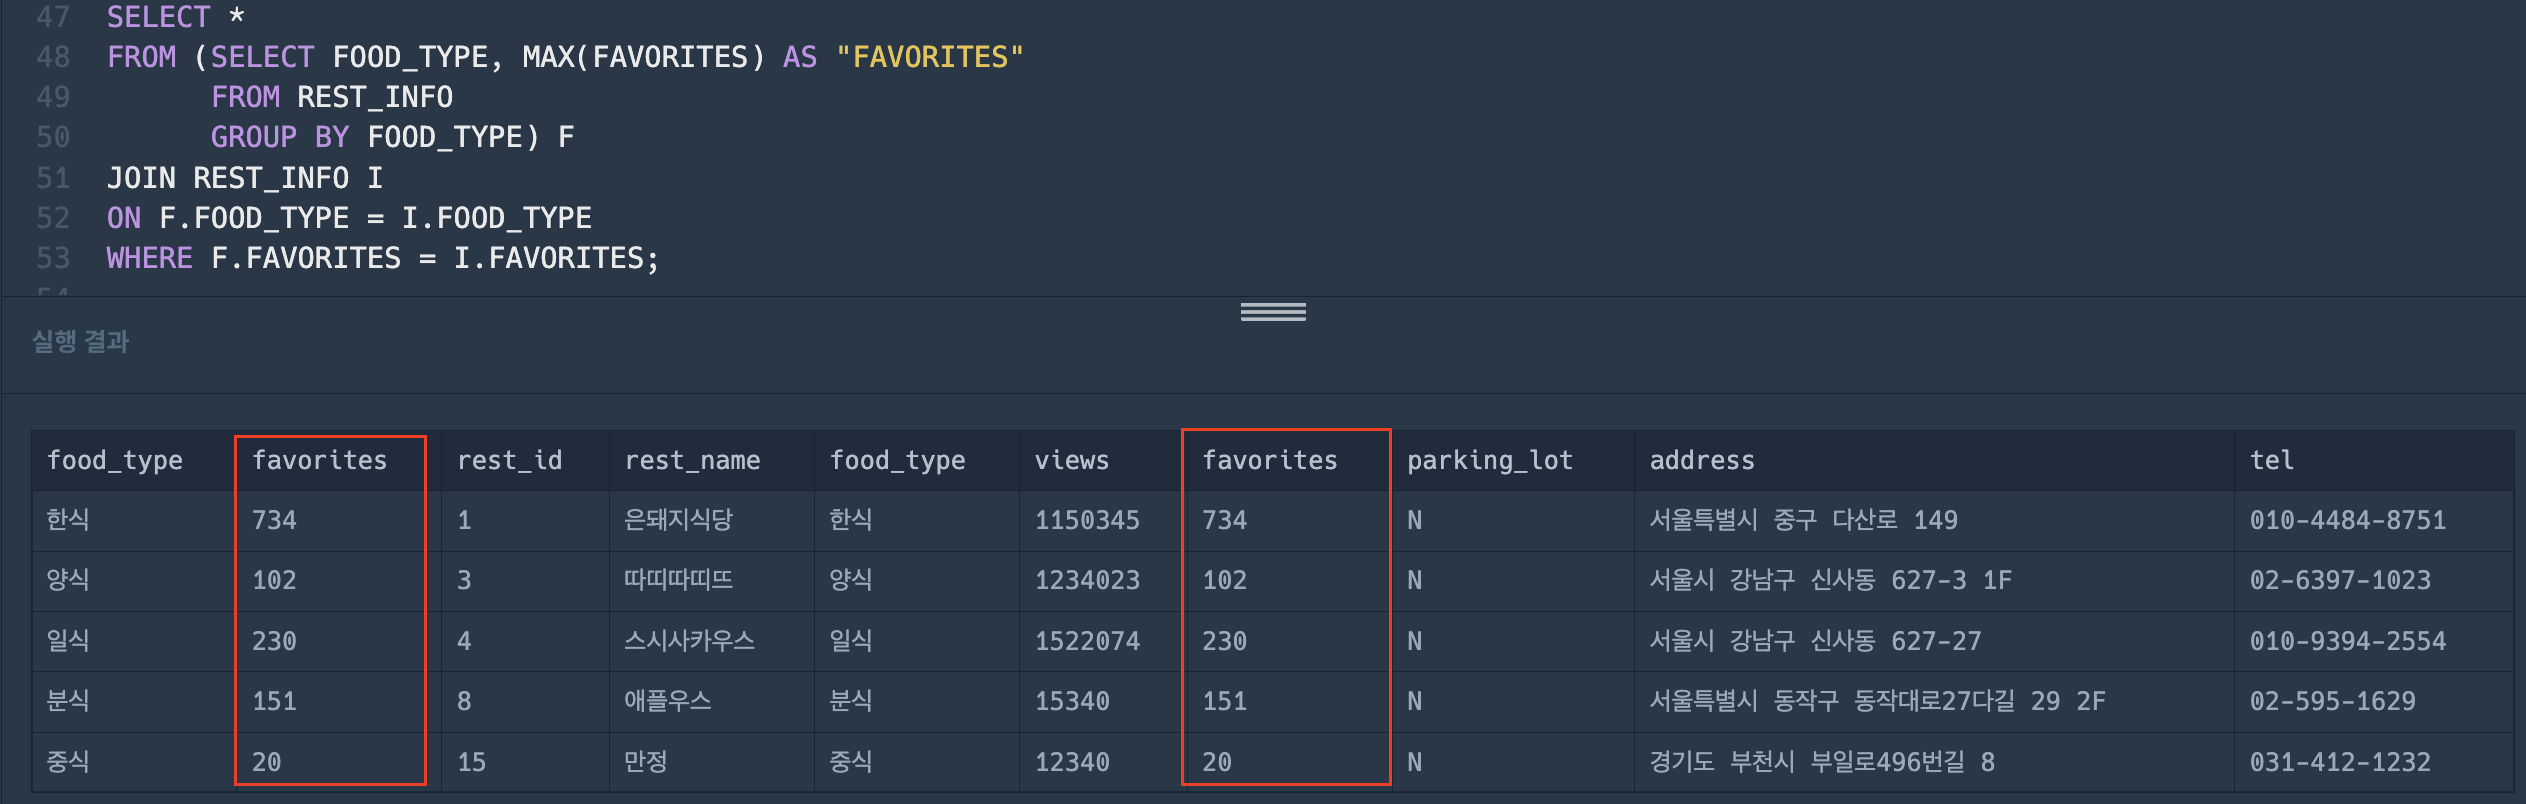 47 SELECT *
48 FROM (SELECT FOOD_TYPE, MAX(FAVORITES) AS "FAVORITES"
49 FROM REST_INFO
50 GROUP BY FOOD_TYPE) F
51 JOIN REST_INFO I
52 ON F.FOOD_TYPE = I.FOOD_TYPE
53 WHERE F.FAVORITES = I.FAVORITES;
54
실행 결과
food_type favorites rest_id rest_name food_type views favorites parking_lot address tel
한식 734 1 은돼지식당 한식 1150345 734 N 서울특별시 중구 다산로 149 010-4484-8751
양식 102 3 따띠따띠뜨 양식 1234023 102 N 서울시 강남구 신사동 627-3 1F 02-6397-1023
일식 230 4 스시사카우스 일식 1522074 230 N 서울시 강남구 신사동 627-27 010-9394-2554
분식 151 8 애플우스 분식 15340 151 N 서울특별시 동작구 동작대로27다길 29 2F 02-595-1629
중식 20 15 만정 중식 12340 20 N 경기도 부천시 부일로496번길 8 031-412-1232